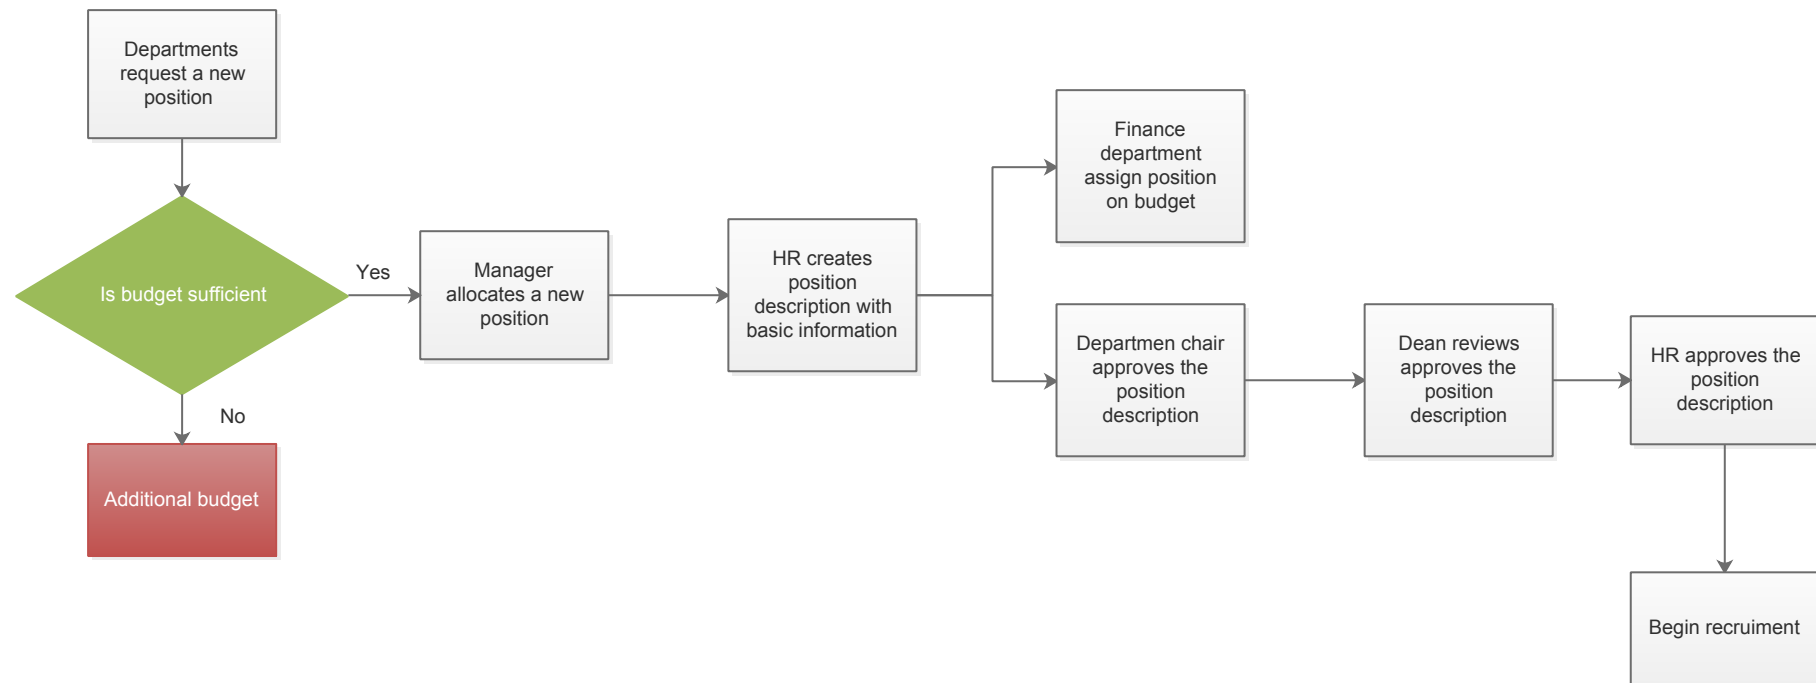 Departments
request a new
position
Is budget sufficient
Yes
No
Additional budget
Manager
allocates a new
position
HR creates
position
description with
basic information
Finance
department
assign position
on budget
Departmen chair
approves the
position
description
Dean reviews
approves the
position
description
HR approves the
position
description
Begin recruiment